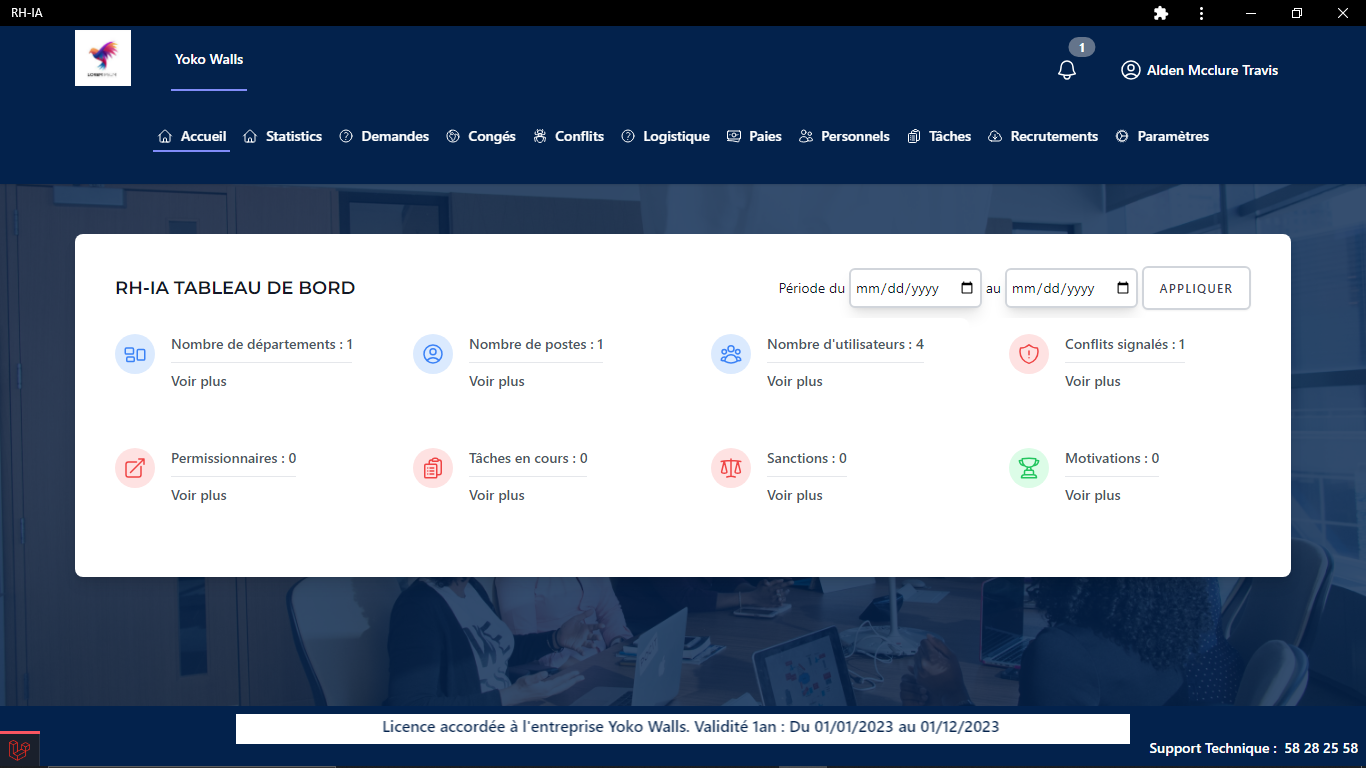 RH-IA
Yoko Walls
1
Alden Mcclure Travis
Accueil Statistics Demandes Congés Conflits Logistique Paies Personnels Tâches Recrutements Paramètres
RH-IA TABLEAU DE BORD
Période du mm/dd/yyyy au mm/dd/yyyy APPLIQUER
Nombre de départements : 1 Nombre de postes : 1 Nombre d'utilisateurs : 4 Conflits signalés : 1
Voir plus Voir plus Voir plus Voir plus
Permissionnaires : 0 Tâches en cours : 0 Sanctions : 0 Motivations : 0
Voir plus Voir plus Voir plus Voir plus
Licence accordée à l'entreprise Yoko Walls. Validité 1an : Du 01/01/2023 au 01/12/2023
Support Technique : 58 28 25 58